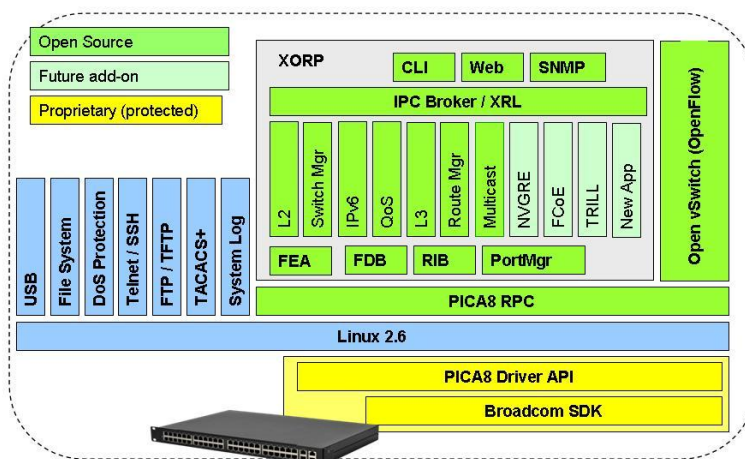 Open Source
Future add-on
Proprietary (protected)
XORP
CLI
Web
SNMP
IPC Broker / XRL
L2
Switch Mgr
IPv6
QoS
L3
Route Mgr
Multicast
NVGRE
FCoE
TRILL
New App
FEA
FDB
RIB
PortMgr
Open vSwitch (OpenFlow)
USB
File System
DoS Protection
Telnet / SSH
FTP / TFTP
TACACS+
System Log
PICA8 RPC
Linux 2.6
PICA8 Driver API
Broadcom SDK